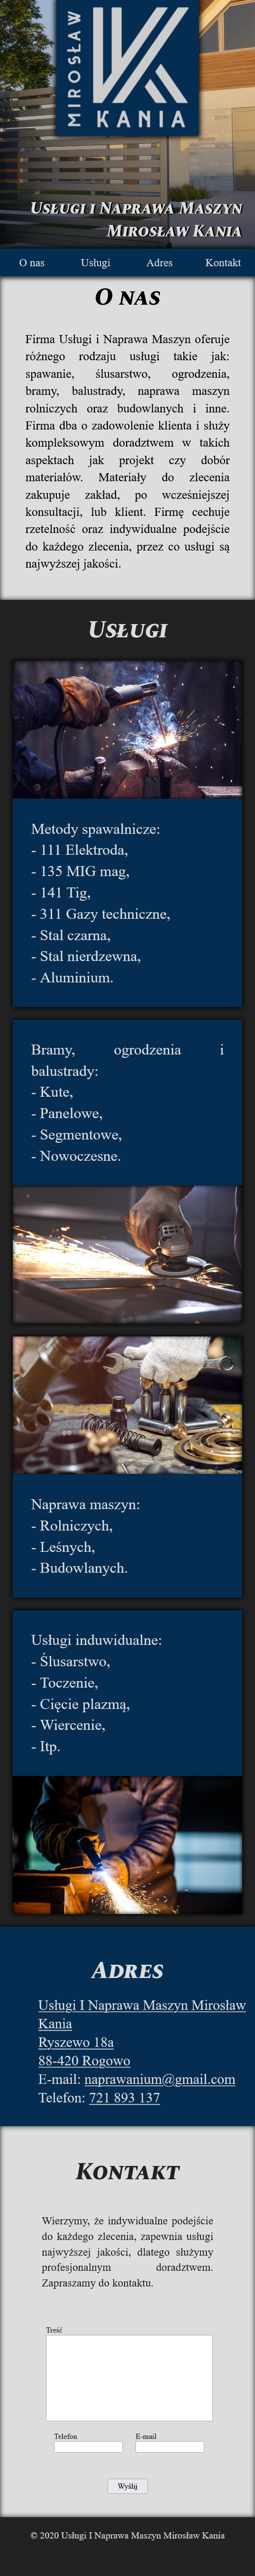 MIROSŁAW
KANIA
Usługi i Naprawa Maszyn
Mirosław Kania
O nas
Usługi
Adres
Kontakt
O nas
Firma Usługi i Naprawa Maszyn oferuje
różnego rodzaju usługi takie jak:
spawanie, ślusarstwo, ogrodzenia,
bramy, balustrady, naprawa maszyn
rolniczych oraz budowlanych i inne.
Firma dba o zadowolenie klienta i służy
kompleksowym doradztwem w takich
aspektach jak projekt czy dobór
materiałów. Materiały do zlecenia
zakupuje zakład, po wcześniejszej
konsultacji, lub klient. Firmę cechuje
rzetelność oraz indywidualne podejście
do każdego zlecenia, przez co usługi są
najwyższej jakości.
Usługi
Metody spawalnicze:
- 111 Elektroda,
- 135 MIG mag,
- 141 Tig,
- 311 Gazy techniczne,
- Stal czarna,
- Stal nierdzewna,
- Aluminium.
Bramy, ogrodzenia i
balustrady:
- Kute,
- Panelowe,
- Segmentowe,
- Nowoczesne.
Naprawa maszyn:
- Rolniczych,
- Leśnych,
- Budowlanych.
Usługi induwidualne:
- Ślusarstwo,
- Toczenie,
- Cięcie plazmą,
- Wiercenie,
- Itp.
Adres
Usługi I Naprawa Maszyn Mirosław
Kania
Ryszewo 18a
88-420 Rogowo
E-mail: naprawanium@gmail.com
Telefon: 721 893 137
Kontakt
Wierzymy, że indywidualne podejście
do każdego zlecenia, zapewnia usługi
najwyższej jakości, dlatego służymy
profesjonalnym doradztwem.
Zapraszamy do kontaktu.
Treść
Telefon
E-mail
Wyślij
© 2020 Usługi I Naprawa Maszyn Mirosław Kania